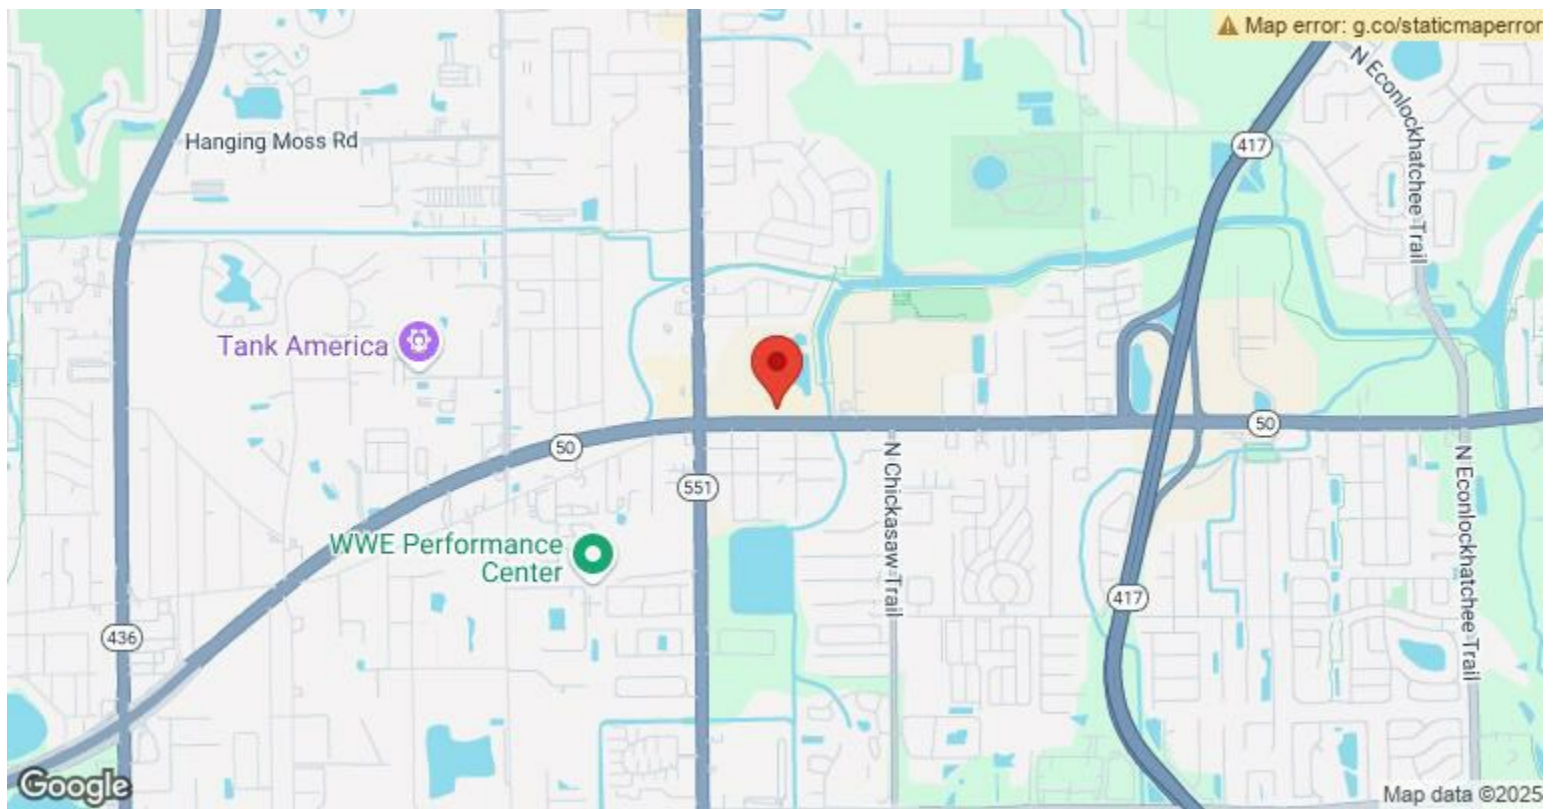 Map error: g.co/staticmaperror
N Econlockhatchee Trail
Hanging Moss Rd
417
Tank America
50
50
551
N Chickasaw Trail
N Econlockhatchee Trail
WWE Performance
Center
417
436
Google
Map data ©2025